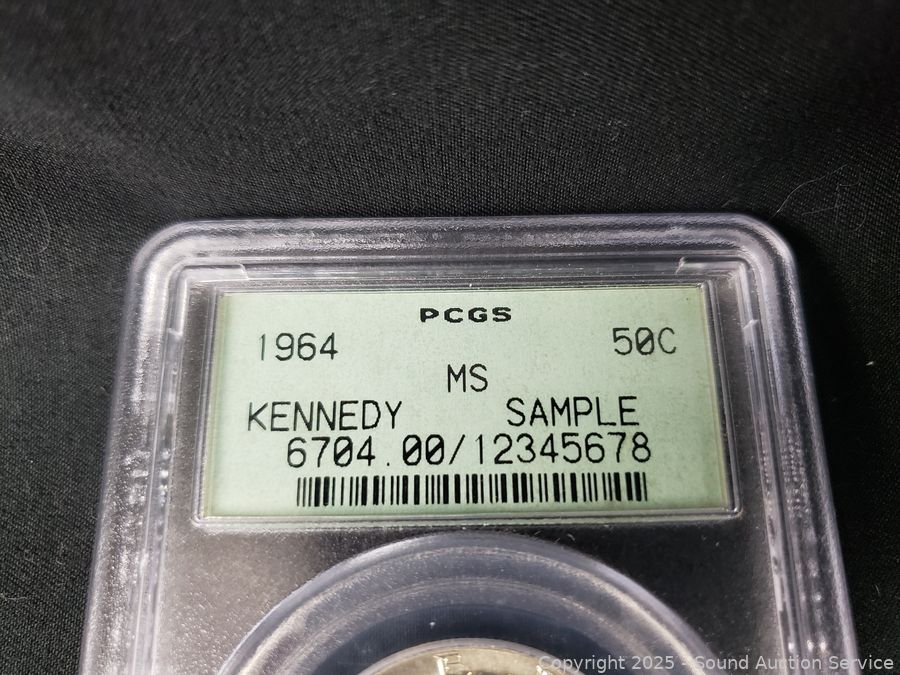 PCGS
1964 50C
MS
KENNEDY SAMPLE
6704.00/12345678
Copyright 2025 - Sound Auction Service